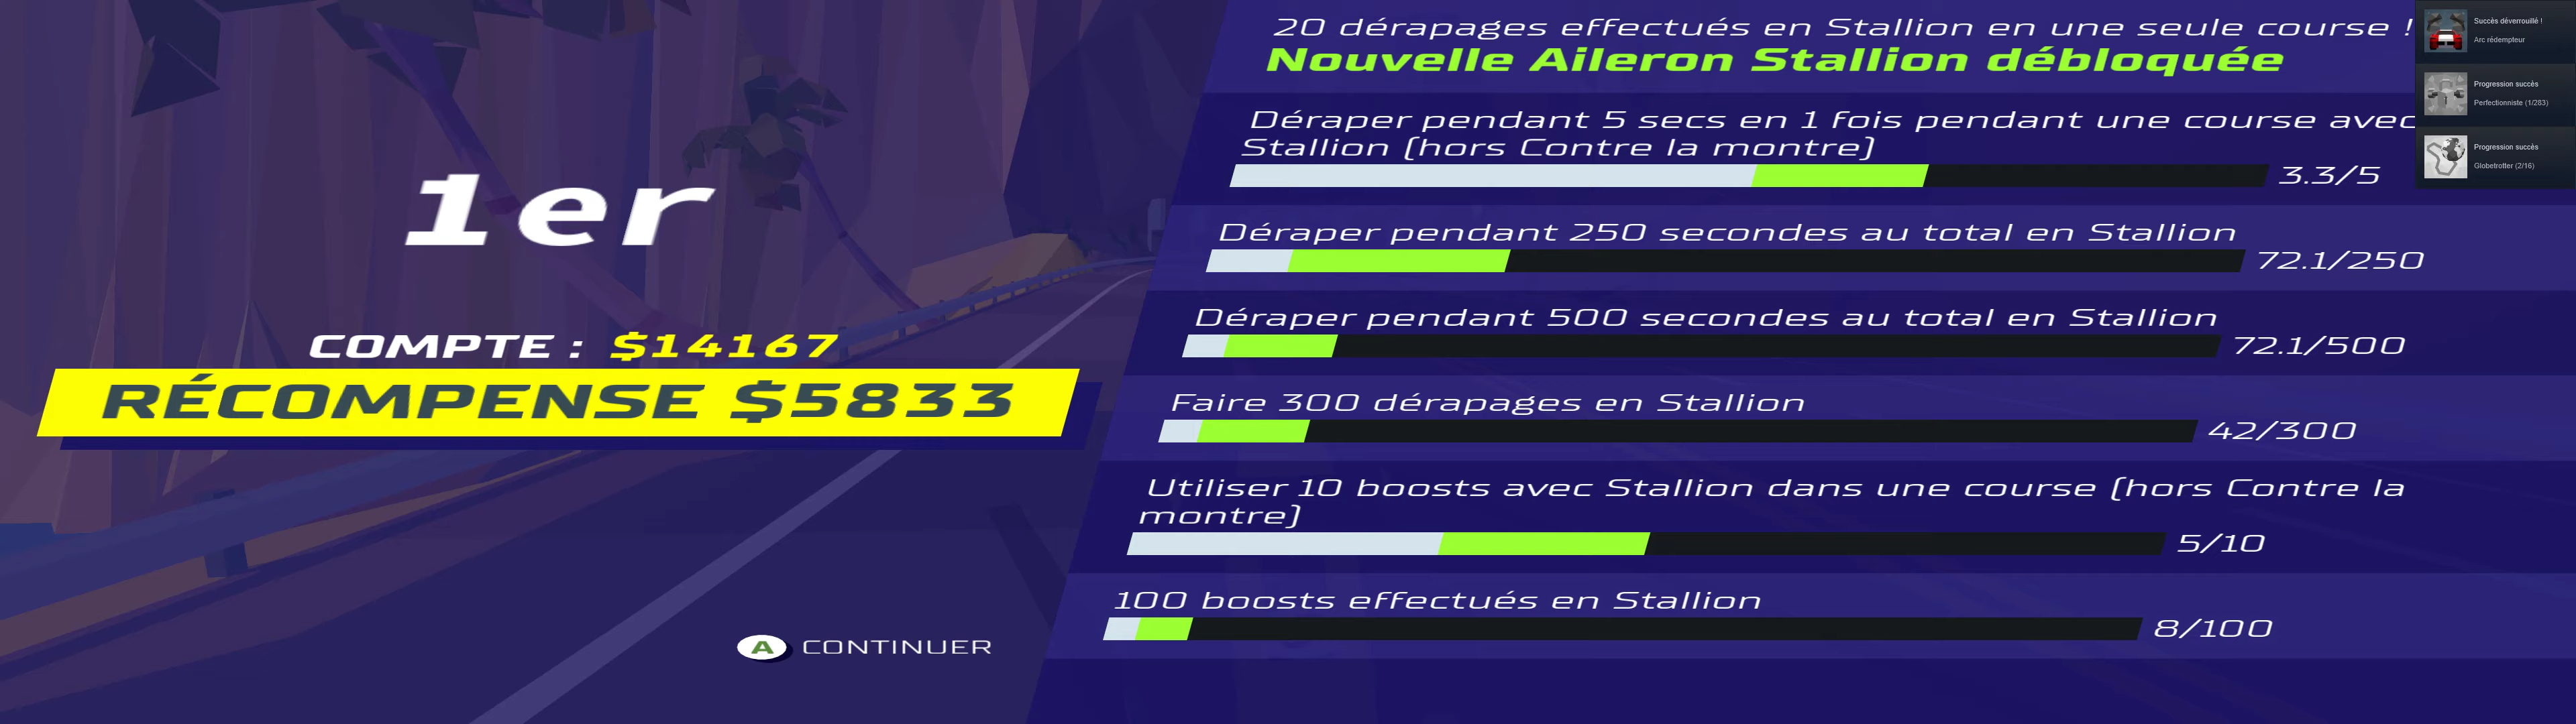 1er
COMPTE : $14167
RÉCOMPENSE $5833
A CONTINUER
20 dérapages effectués en Stallion en une seule course !
Nouvelle Aileron Stallion débloquée
Déraper pendant 5 secs en 1 fois pendant une course avec
Stallion (hors Contre la montre)
3.3/5
Déraper pendant 250 secondes au total en Stallion
72.1/250
Déraper pendant 500 secondes au total en Stallion
72.1/500
Faire 300 dérapages en Stallion
42/300
Utiliser 10 boosts avec Stallion dans une course (hors Contre la
montre)
5/10
100 boosts effectués en Stallion
8/100
Succès déverrouillé !
Arc rédempteur
Progression succès
Perfectionniste (1/283)
Progression succès
Globetrotter (2/16)